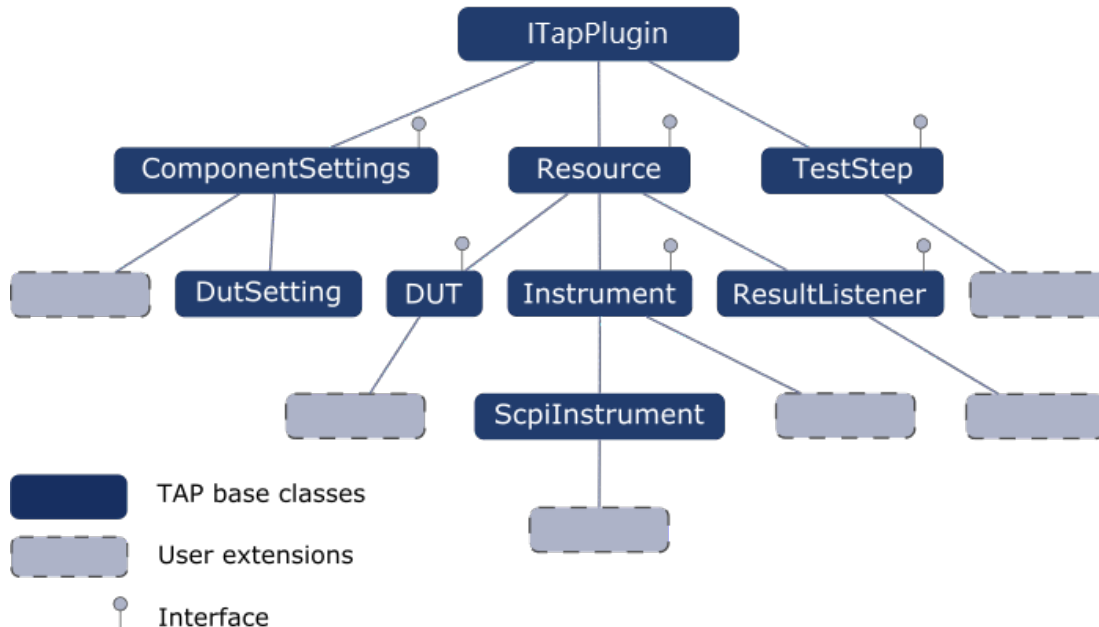 ITapPlugin
ComponentSettings
Resource
TestStep
DutSetting
DUT
Instrument
ResultListener
ScpiInstrument
TAP base classes
User extensions
Interface